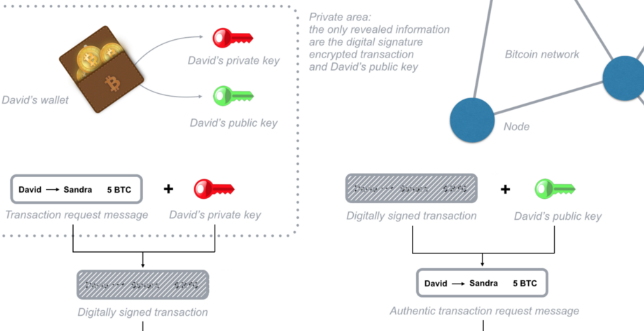 Private area:
the only revealed information
are the digital signature
encrypted transaction
and David's public key
Bitcoin network
David's private key
David's wallet
David's public key
Node
David → Sandra 5 BTC
+
+
Transaction request message
David's private key
Digitally signed transaction
David's public key
David → Sandra 5 BTC
Digitally signed transaction
Authentic transaction request message